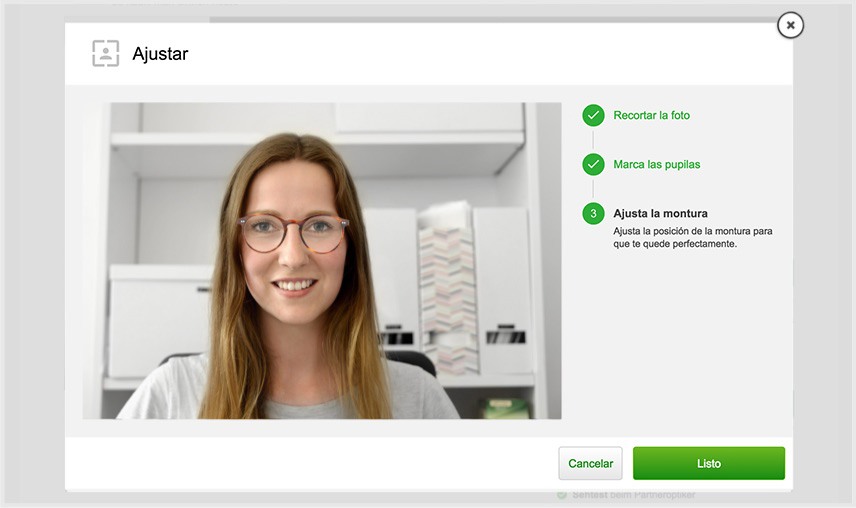 Ajustar
Recortar la foto
Marca las pupilas
3
Ajusta la montura
Ajusta la posición de la montura para
que te quede perfectamente.
Cancelar
Listo
Sehtest beim Partneroptiker